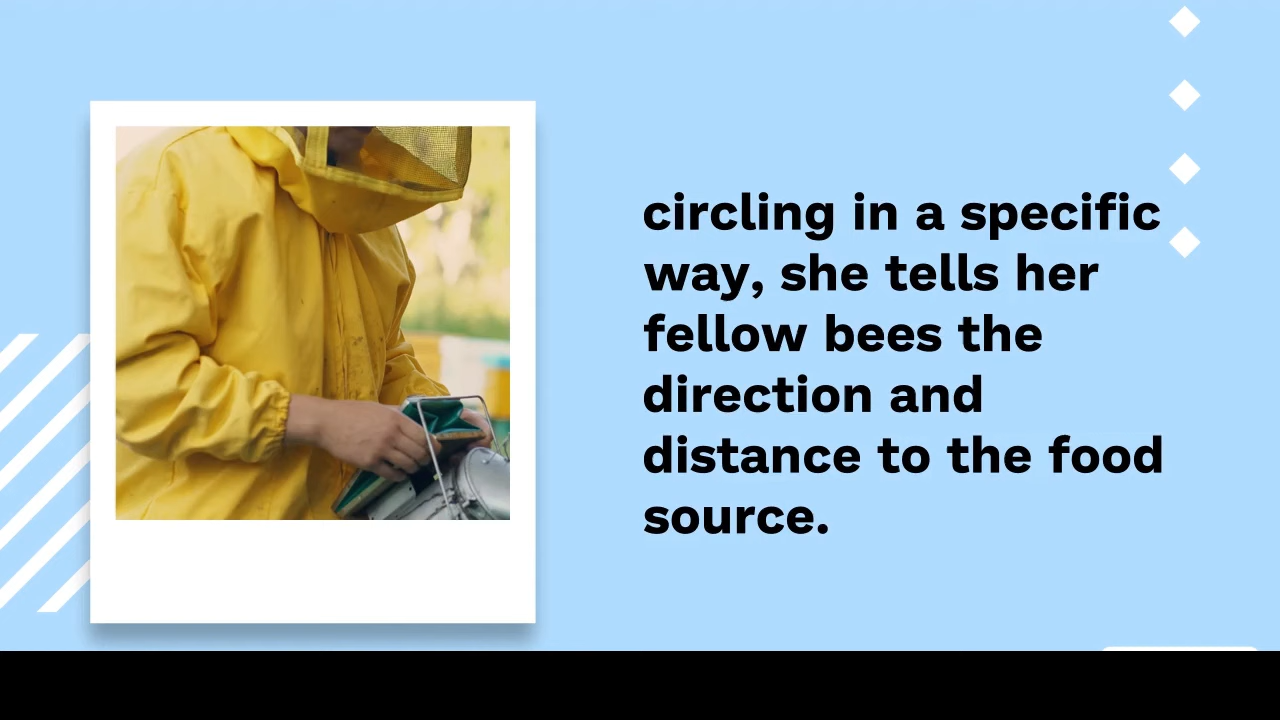 circling in a specific
way, she tells her
fellow bees the
direction and
distance to the food
source.